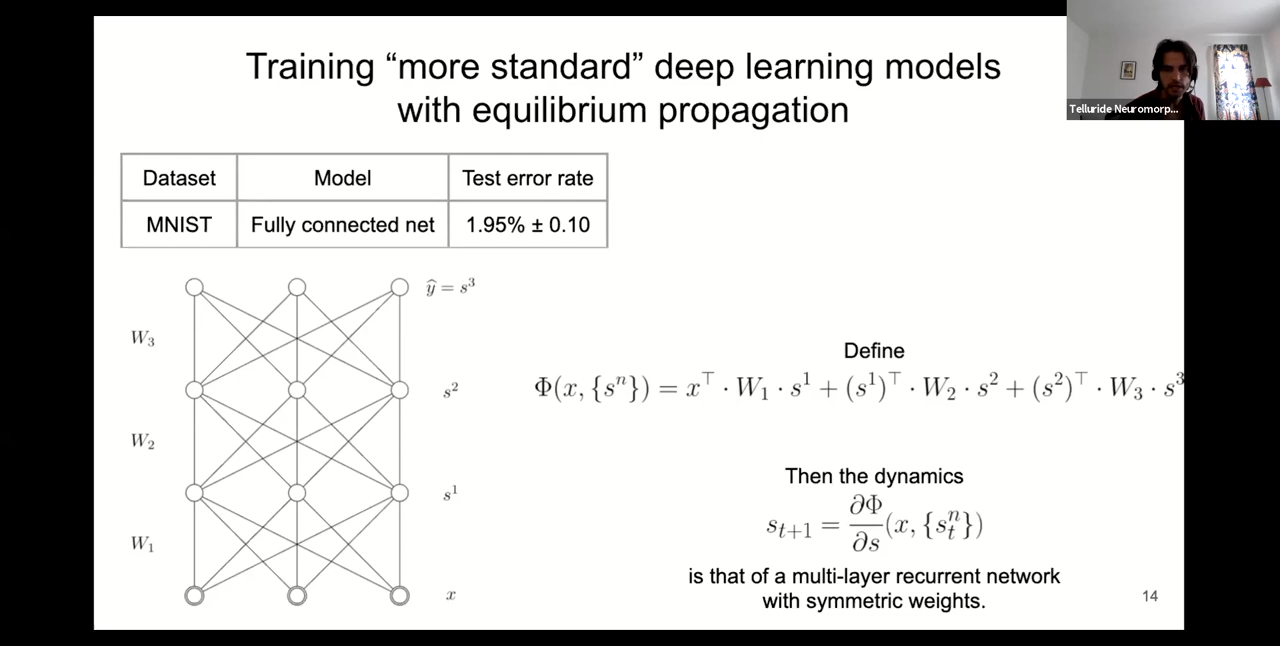 Training “more standard” deep learning models
with equilibrium propagation
Telluride Neuromorp...
Dataset Model Test error rate
MNIST Fully connected net 1.95% ± 0.10
ŷ = s³
W₃
s²
W₂
s¹
W₁
x
Define
Φ(x, {sⁿ}) = x⊤ · W₁ · s¹ + (s¹)⊤ · W₂ · s² + (s²)⊤ · W₃ · s³
Then the dynamics
sₜ₊₁ = ∂Φ/∂s (x, {sₜⁿ})
is that of a multi-layer recurrent network
with symmetric weights.
14